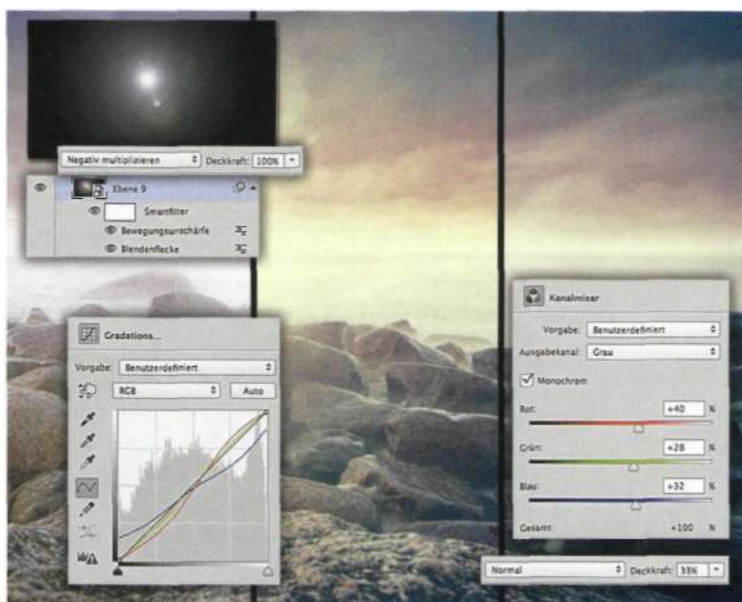 Negativ multiplizieren Deckkraft: 100%
Ebene 9
Smartfilter
Bewegungsunschärfe
Blendenflecke
Gradations...
Vorgabe: Benutzerdefiniert
RGB Auto
Kanalmixer
Vorgabe: Benutzerdefiniert
Ausgabekanal: Grau
Monochrom
Rot: +40 %
Grün: +28 %
Blau: +32 %
Gesamt: +100 %
Normal Deckkraft: 33%